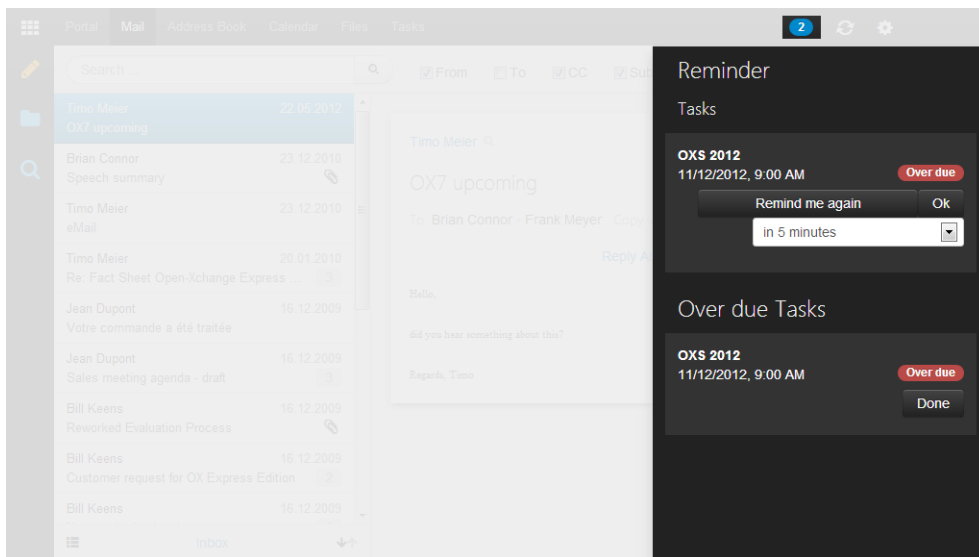 Portal Mail Address Book Calendar Files Tasks
2
Search...
From To CC
Timo Meier 22.05.2012
OX7 upcoming
Brian Connor 23.12.2010
Speech summary
Timo Meier 23.12.2010
eMail
Timo Meier 20.01.2010
Re: Fact Sheet Open-Xchange Express ... 3
Jean Dupont 16.12.2009
Votre commande a été traitée
Jean Dupont 16.12.2009
Sales meeting agenda - draft 3
Bill Keens 16.12.2009
Reworked Evaluation Process
Bill Keens 16.12.2009
Customer request for OX Express Edition 2
Bill Keens 16.12.2009
Inbox
Timo Meier
OX7 upcoming
To: Brian Connor · Frank Meyer Copy
Reply
Hello,
did you hear something about this?
Regards, Timo
Reminder
Tasks
OXS 2012
11/12/2012, 9:00 AM Over due
Remind me again Ok
in 5 minutes
Over due Tasks
OXS 2012
11/12/2012, 9:00 AM Over due
Done